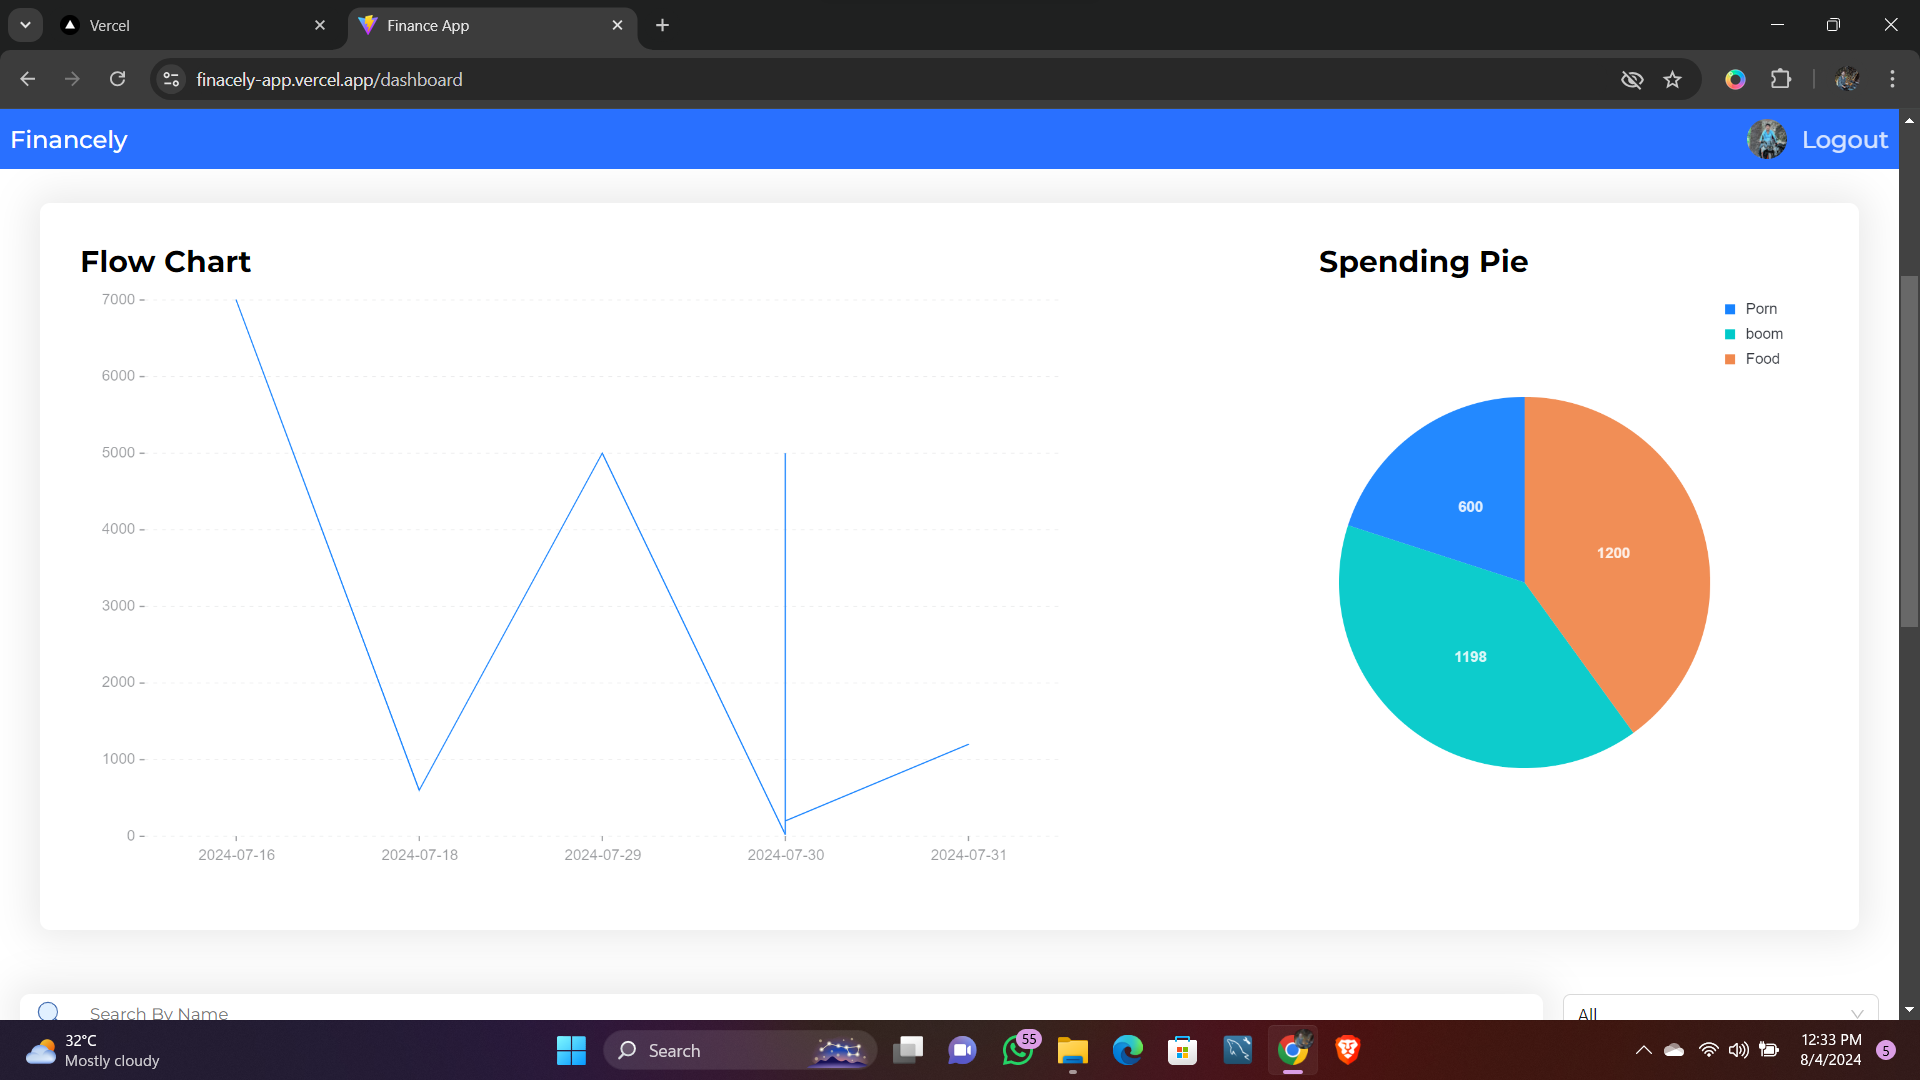 Vercel
Finance App
finacely-app.vercel.app/dashboard
Financely
Logout
Flow Chart
7000
6000
5000
4000
3000
2000
1000
0
2024-07-16
2024-07-18
2024-07-29
2024-07-30
2024-07-31
Spending Pie
Porn
boom
Food
600
1200
1198
Search By Name
All
32°C
Mostly cloudy
Search
55
12:33 PM
8/4/2024
5